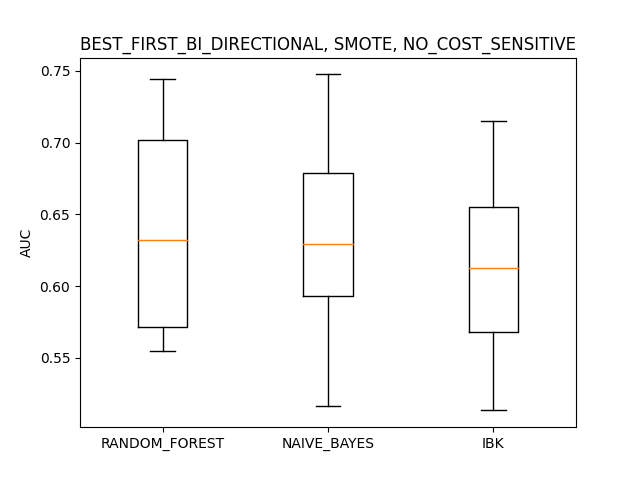 BEST_FIRST_BI_DIRECTIONAL, SMOTE, NO_COST_SENSITIVE
0.75
0.70
0.65
0.60
0.55
AUC
RANDOM_FOREST NAIVE_BAYES IBK